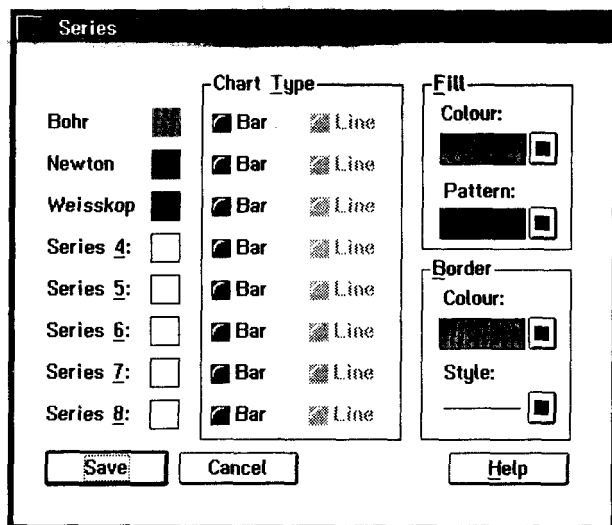 Series
Chart Type
Fill
Bohr Bar Line
Colour:
Newton Bar Line
Pattern:
Weisskop Bar Line
Series 4: Bar Line
Border
Series 5: Bar Line
Colour:
Series 6: Bar Line
Series 7: Bar Line
Style:
Series 8: Bar Line
Save Cancel Help